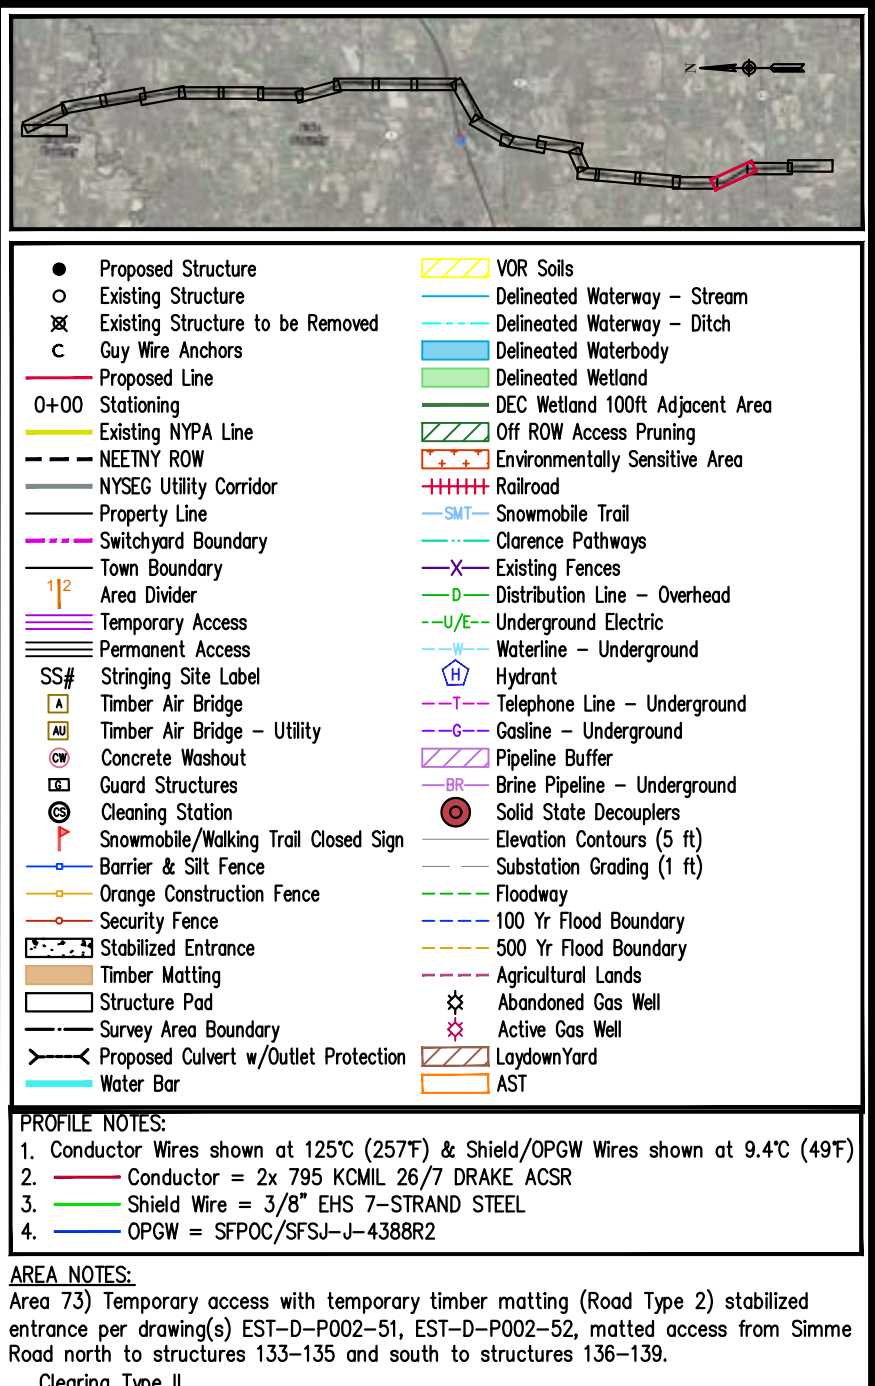 N
Proposed Structure
Existing Structure
Existing Structure to be Removed
C Guy Wire Anchors
Proposed Line
0+00 Stationing
Existing NYPA Line
NEETNY ROW
NYSEG Utility Corridor
Property Line
Switchyard Boundary
Town Boundary
1 2 Area Divider
Temporary Access
Permanent Access
SS# Stringing Site Label
A Timber Air Bridge
AU Timber Air Bridge – Utility
CW Concrete Washout
G Guard Structures
CS Cleaning Station
Snowmobile/Walking Trail Closed Sign
Barrier & Silt Fence
Orange Construction Fence
Security Fence
Stabilized Entrance
Timber Matting
Structure Pad
Survey Area Boundary
Proposed Culvert w/Outlet Protection
Water Bar
VOR Soils
Delineated Waterway – Stream
Delineated Waterway – Ditch
Delineated Waterbody
Delineated Wetland
DEC Wetland 100ft Adjacent Area
Off ROW Access Pruning
Environmentally Sensitive Area
Railroad
SMT Snowmobile Trail
Clarence Pathways
X Existing Fences
D Distribution Line – Overhead
U/E Underground Electric
W Waterline – Underground
H Hydrant
T Telephone Line – Underground
G Gasline – Underground
Pipeline Buffer
BR Brine Pipeline – Underground
Solid State Decouplers
Elevation Contours (5 ft)
Substation Grading (1 ft)
Floodway
100 Yr Flood Boundary
500 Yr Flood Boundary
Agricultural Lands
Abandoned Gas Well
Active Gas Well
LaydownYard
AST
PROFILE NOTES:
1. Conductor Wires shown at 125°C (257°F) & Shield/OPGW Wires shown at 9.4°C (49°F)
2. Conductor = 2x 795 KCMIL 26/7 DRAKE ACSR
3. Shield Wire = 3/8" EHS 7–STRAND STEEL
4. OPGW = SFPOC/SFSJ–J–4388R2
AREA NOTES:
Area 73) Temporary access with temporary timber matting (Road Type 2) stabilized
entrance per drawing(s) EST–D–P002–51, EST–D–P002–52, matted access from Simme
Road north to structures 133–135 and south to structures 136–139.
Clearing Type II